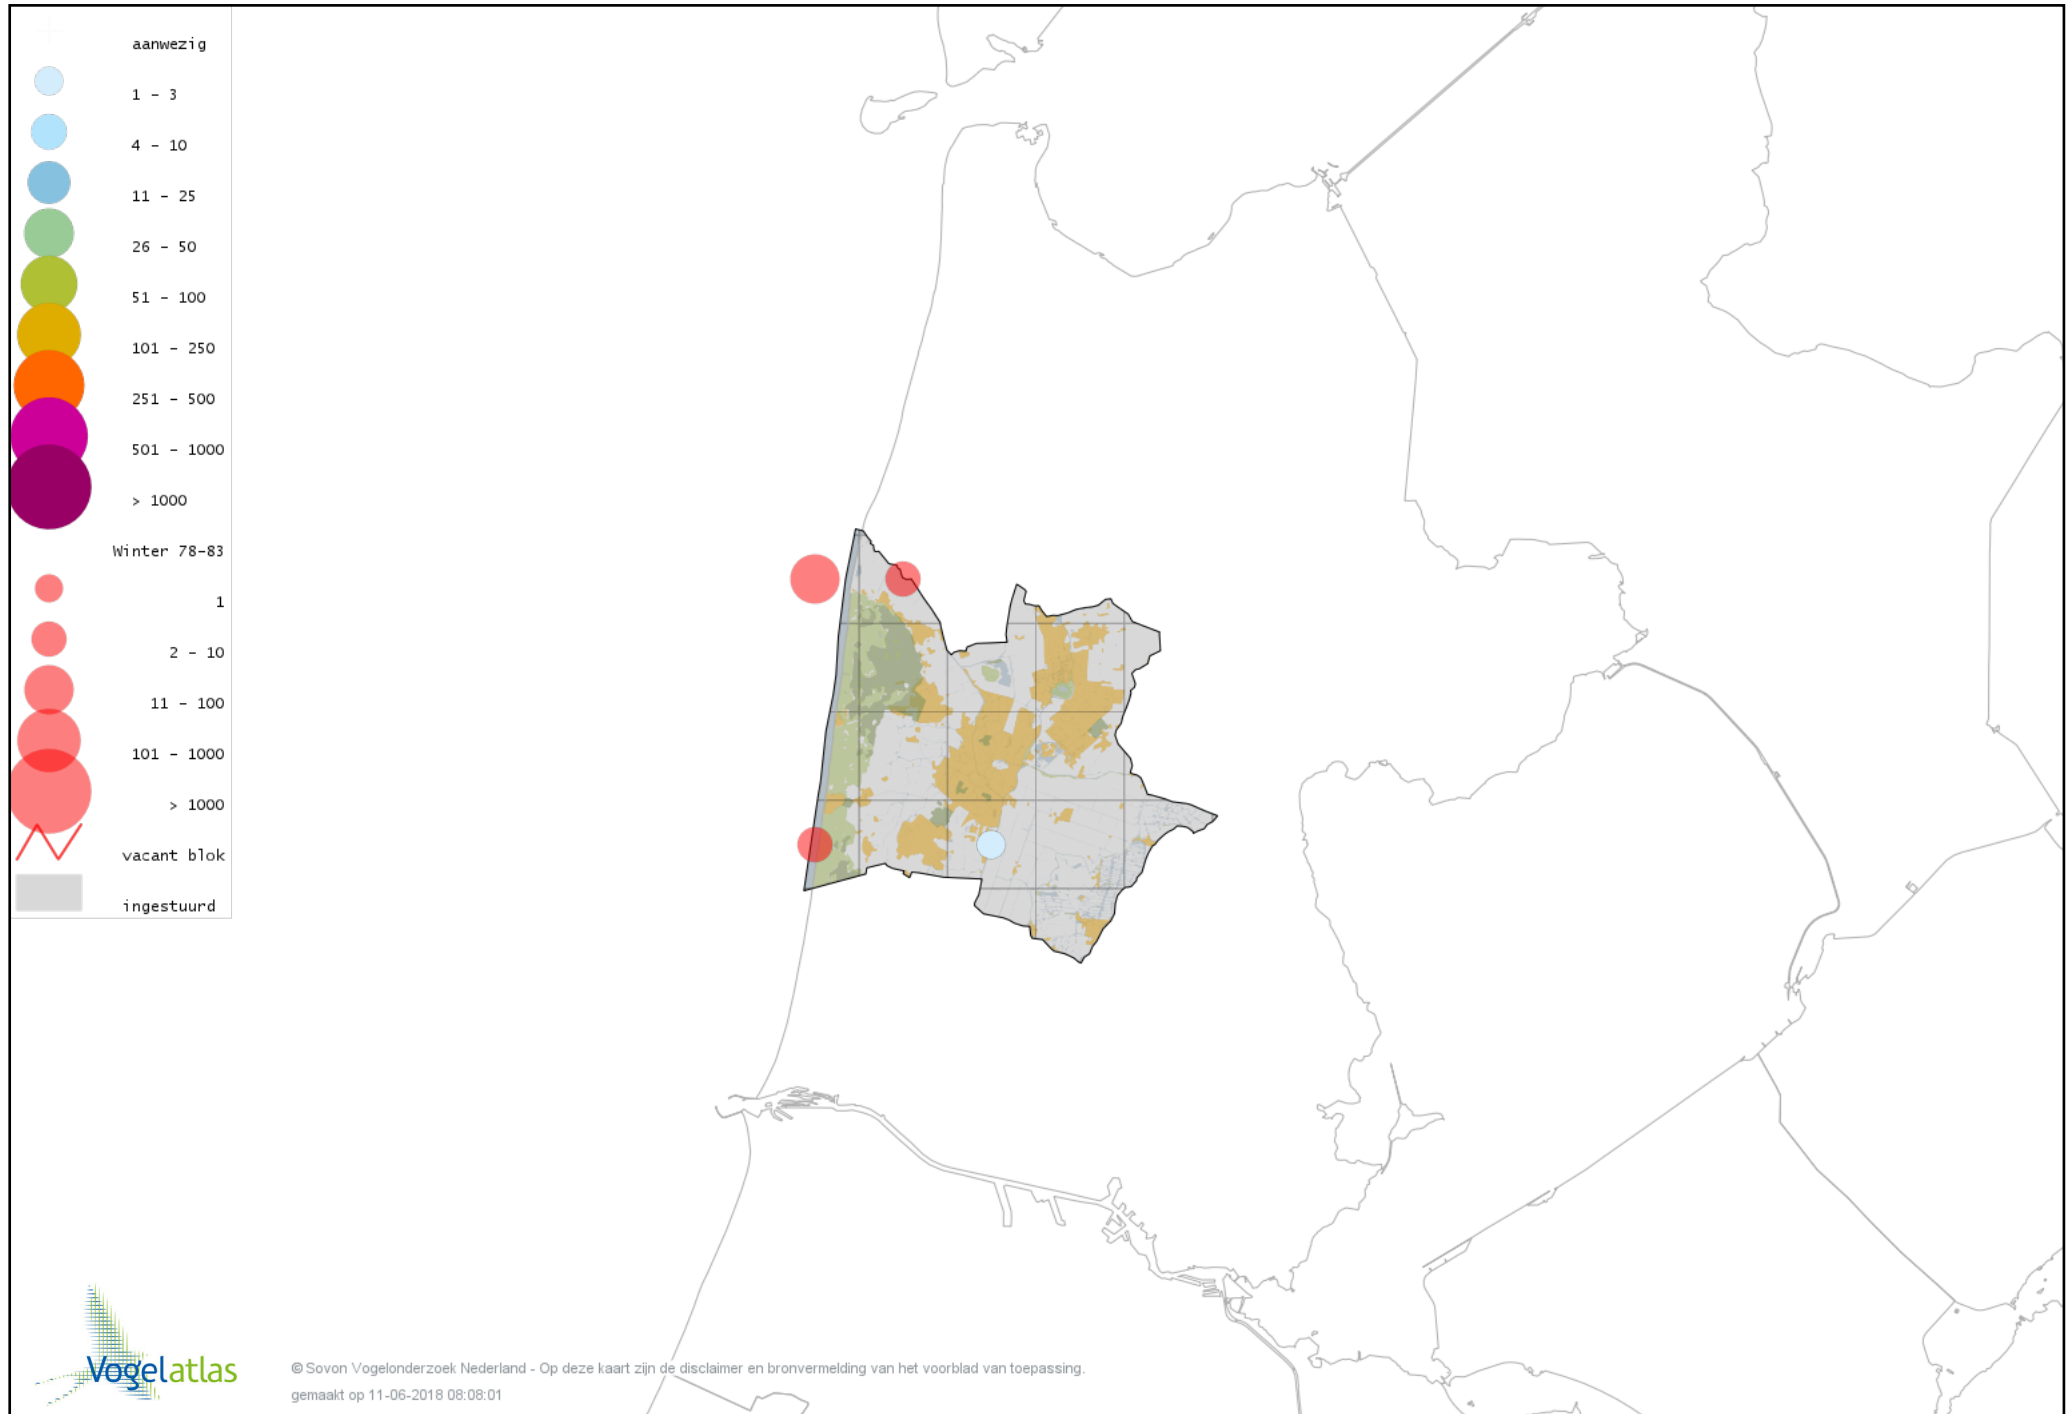 aanwezig
1 - 3
4 - 10
11 - 25
26 - 50
51 - 100
101 - 250
251 - 500
501 - 1000
> 1000
Winter 78-83
1
2 - 10
11 - 100
101 - 1000
> 1000
vacant blok
ingestuurd
Vogelatlas
© Sovon Vogelonderzoek Nederland - Op deze kaart zijn de disclaimer en bronvermelding van het voorblad van toepassing.
gemaakt op 11-06-2018 08:08:01